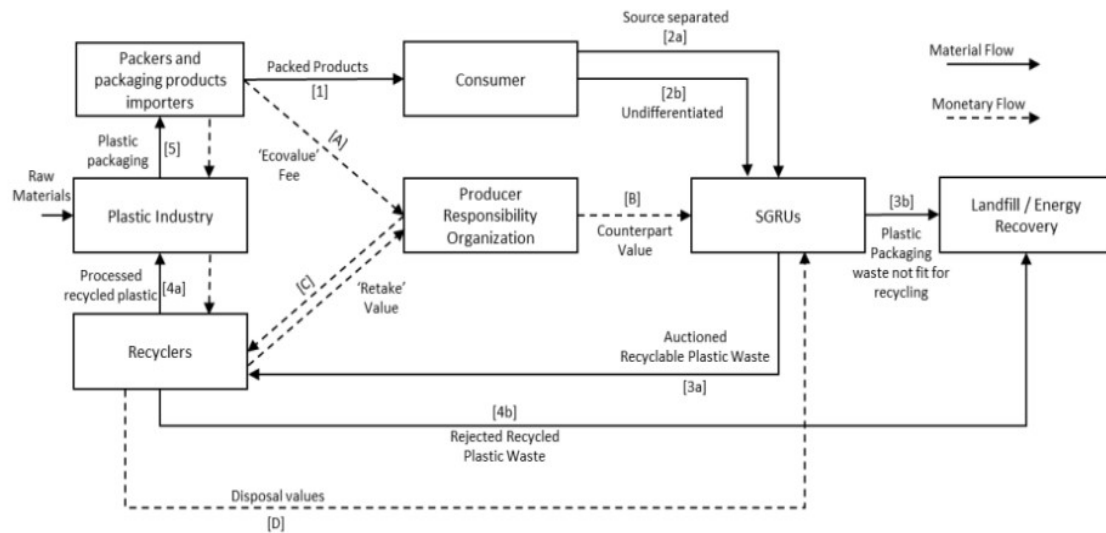 Source separated
[2a]
Packers and
packaging products
importers
Packed Products
[1]
Consumer
[2b]
Undifferentiated
Material Flow
Monetary Flow
Plastic
packaging
[5]
[A]
‘Ecovalue’
Fee
Raw
Materials
Plastic Industry
Producer
Responsibility
Organization
[B]
Counterpart
Value
SGRUs
[3b]
Plastic
Packaging
waste not fit for
recycling
Landfill / Energy
Recovery
Processed
recycled plastic
[4a]
[C]
‘Retake’
Value
Recyclers
Auctioned
Recyclable Plastic Waste
[3a]
[4b]
Rejected Recycled
Plastic Waste
Disposal values
[D]